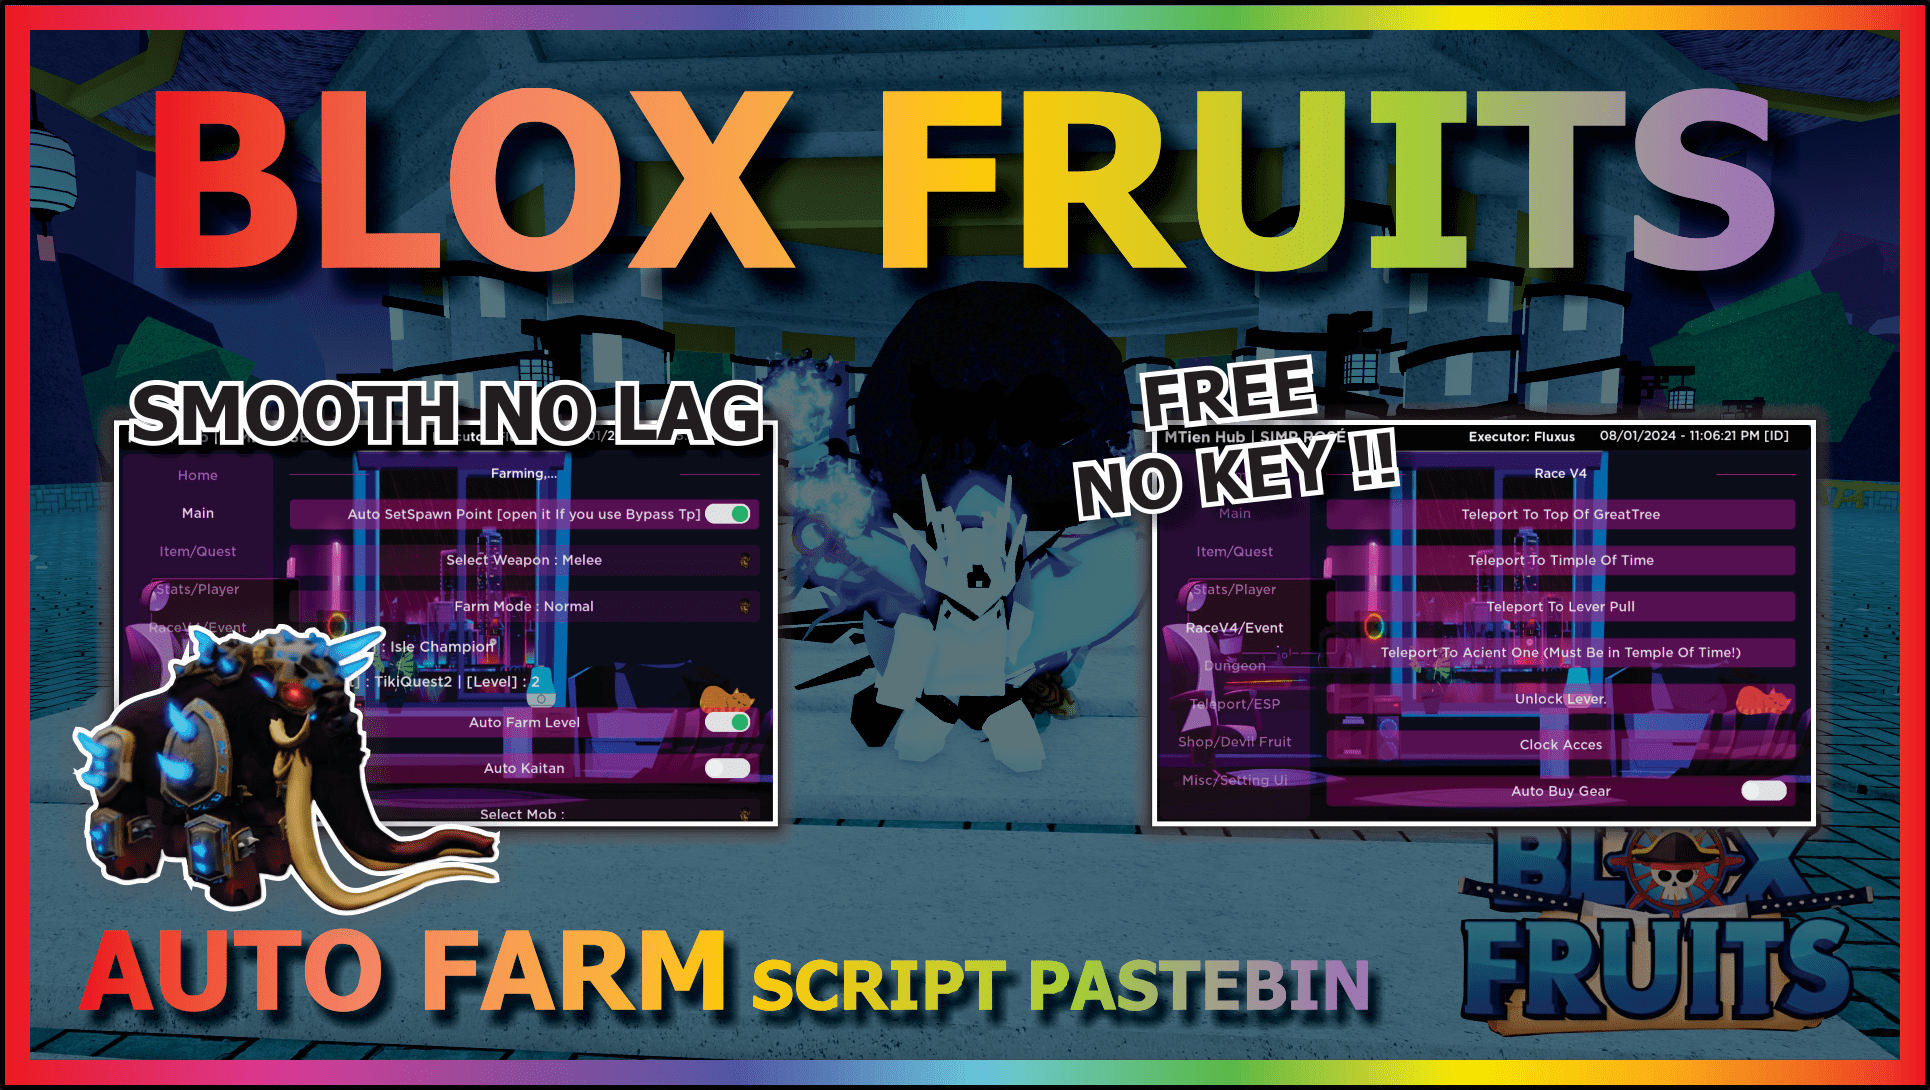 BLOX FRUITS
SMOOTH NO LAG
FREE
NO KEY !!
Home
Main
Item/Quest
Stats/Player
RaceV4/Event
Farming,...
Auto SetSpawn Point [open it If you use Bypass Tp]
Select Weapon : Melee
Farm Mode : Normal
: Isle Champion
: TikiQuest2 | [Level] : 2
Auto Farm Level
Auto Kaitan
Select Mob :
MTien Hub | SIMP ROSÉ
Executor: Fluxus
08/01/2024 - 11:06:21 PM [ID]
Main
Item/Quest
Stats/Player
RaceV4/Event
Dungeon
Teleport/ESP
Shop/Devil Fruit
Misc/Setting Ui
Race V4
Teleport To Top Of GreatTree
Teleport To Timple Of Time
Teleport To Lever Pull
Teleport To Acient One (Must Be in Temple Of Time!)
Unlock Lever.
Clock Acces
Auto Buy Gear
BLOX
FRUITS
AUTO FARM SCRIPT PASTEBIN